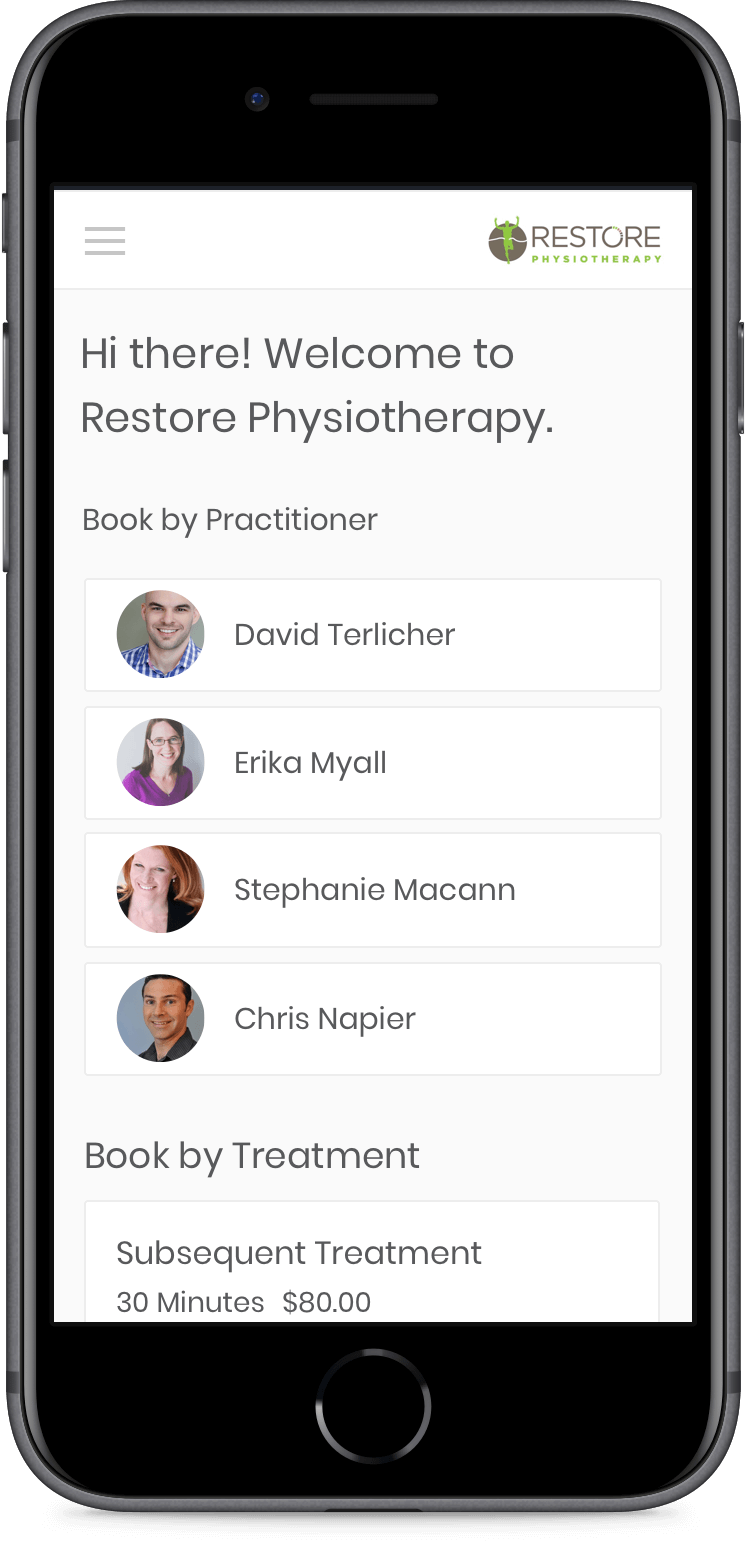 RESTORE
PHYSIOTHERAPY
Hi there! Welcome to
Restore Physiotherapy.
Book by Practitioner
David Terlicher
Erika Myall
Stephanie Macann
Chris Napier
Book by Treatment
Subsequent Treatment
30 Minutes $80.00